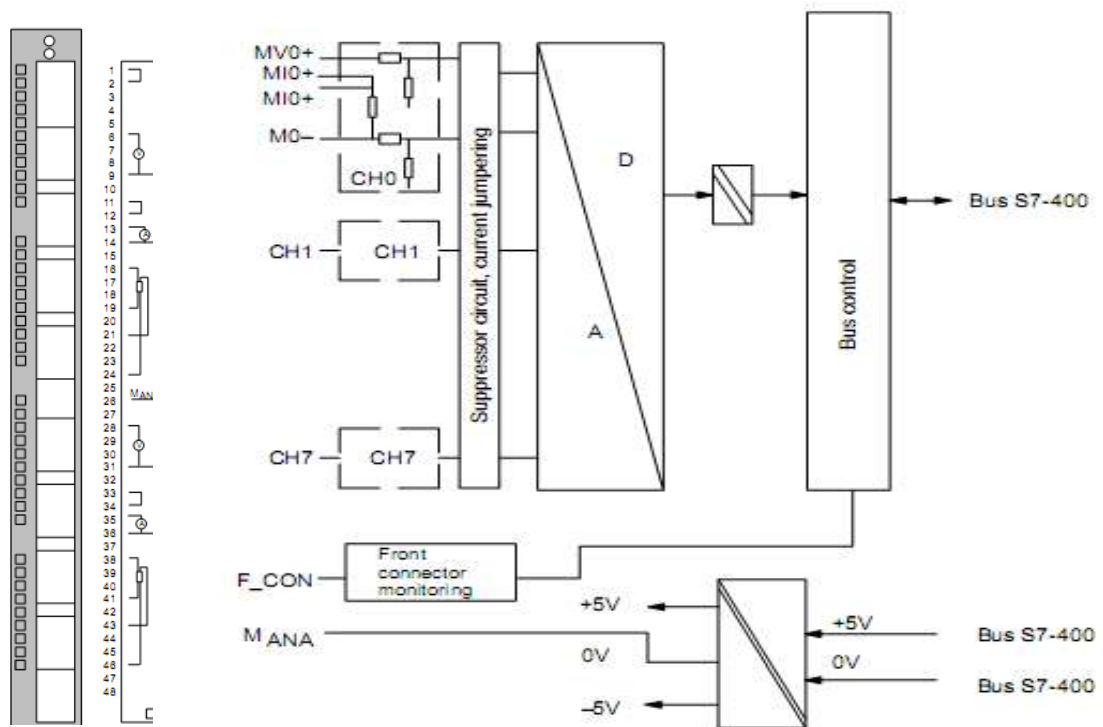 1
2
3
4
5
6
7
8
9
10
11
12
13
14
15
16
17
18
19
20
21
22
23
24
25
26
27
28
29
30
31
32
33
34
35
36
37
38
39
40
41
42
43
44
45
46
47
48
V
A
MAN
V
A
MV0+
MI0+
MI0+
M0–
CH0
CH1
CH1
CH7
CH7
Suppressor circuit, current jumpering
D
A
Bus control
Bus S7-400
F_CON
Front
connector
monitoring
M ANA
+5V
0V
–5V
+5V
0V
Bus S7-400
Bus S7-400